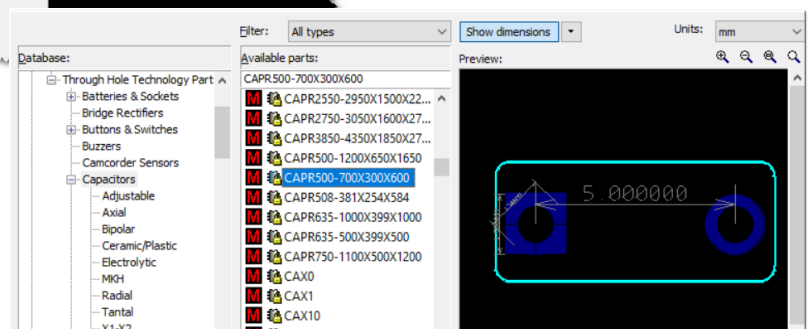 Filter:
All types
Show dimensions
Units:
mm
Database:
Available parts:
Preview:
CAPR500-700X300X600
Through Hole Technology Part
Batteries & Sockets
Bridge Rectifiers
Buttons & Switches
Buzzers
Camcorder Sensors
Capacitors
Adjustable
Axial
Bipolar
Ceramic/Plastic
Electrolytic
MKH
Radial
Tantal
X1-X2
M CAPR2550-2950X1500X22...
M CAPR2750-3050X1600X27...
M CAPR3850-4350X1850X27...
M CAPR500-1200X650X1650
M CAPR500-700X300X600
M CAPR508-381X254X584
M CAPR635-1000X399X1000
M CAPR635-500X399X500
M CAPR750-1100X500X1200
M CAX0
M CAX1
M CAX10
5.000000